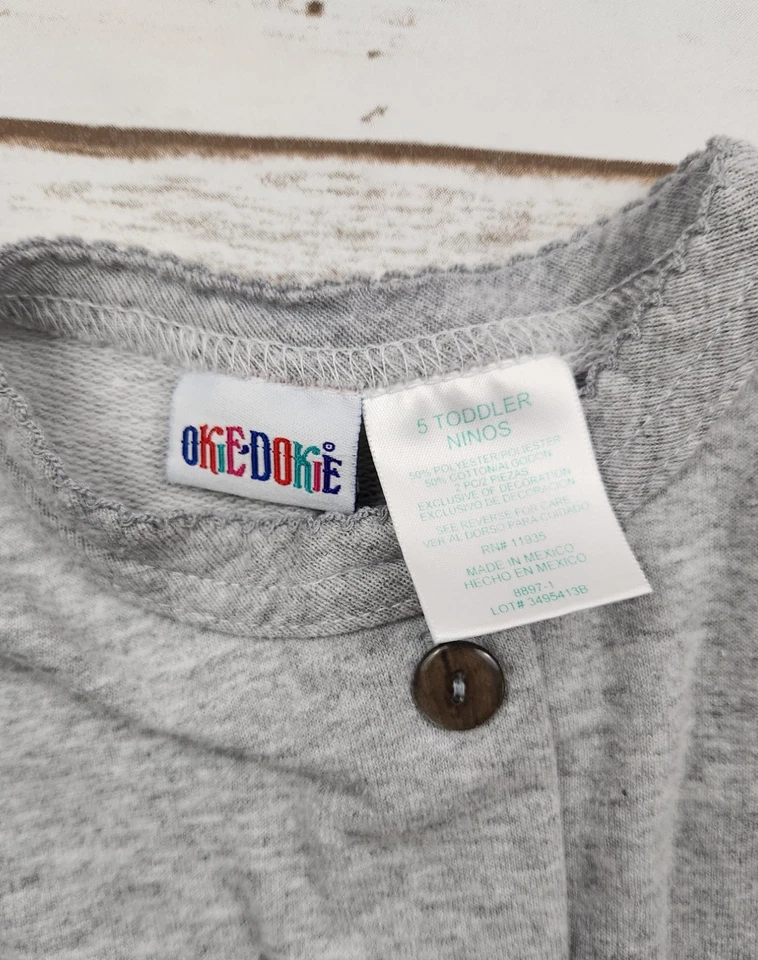 OKIE·DOKIE
5 TODDLER
NINOS
50% POLYESTER/POLIESTER
50% COTTON/ALGODON
2 PC/2 PIEZAS
EXCLUSIVE OF DECORATION
EXCLUSIVO DE DECORACION
SEE REVERSE FOR CARE
VER AL DORSO PARA CUIDADO
RN# 11935
MADE IN MEXICO
HECHO EN MEXICO
8897-1
LOT# 3495413B